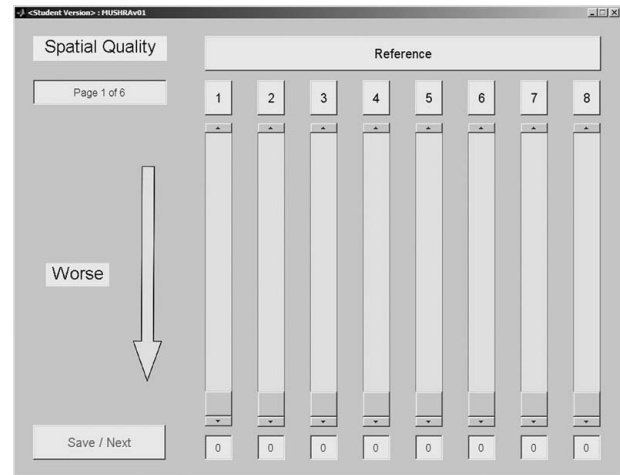 <Student Version> : MUSHRAv01
Spatial Quality
Reference
Page 1 of 6
1 2 3 4 5 6 7 8
Worse
Save / Next
0 0 0 0 0 0 0 0